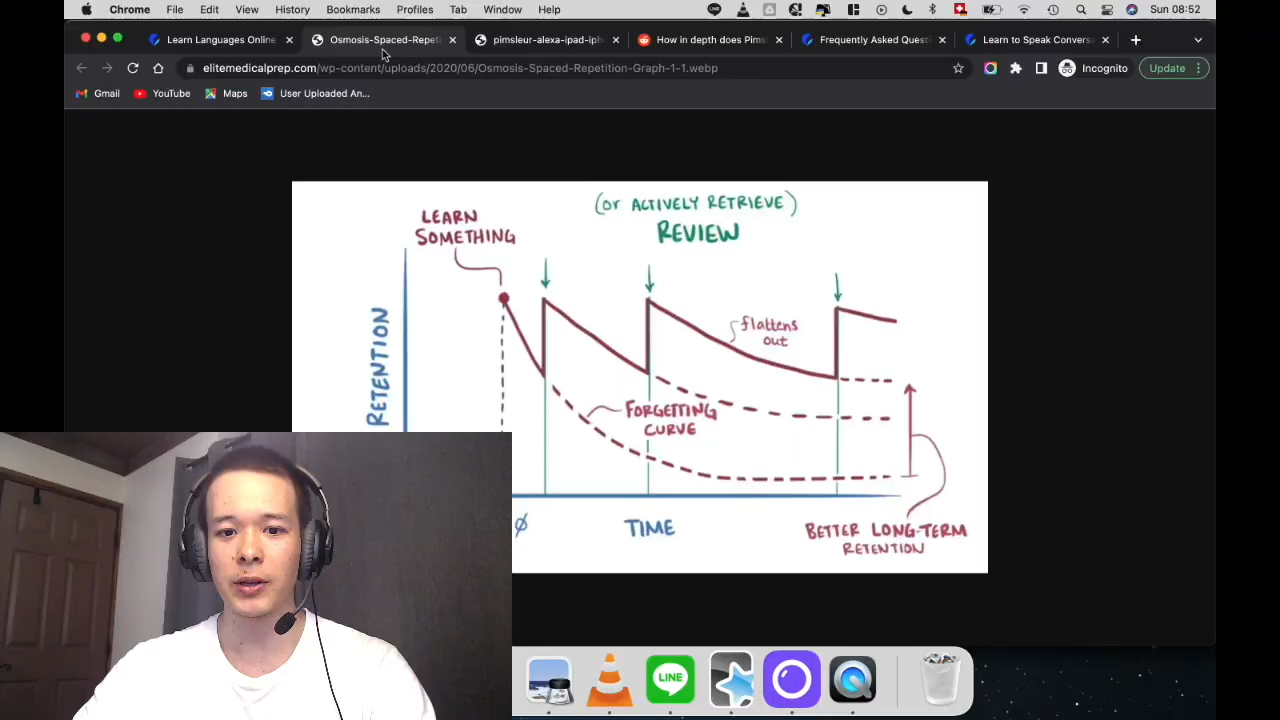 Chrome File Edit View History Bookmarks Profiles Tab Window Help LINE Sun 08:52
Learn Languages Online
Osmosis-Spaced-Repeti
pimsleur-alexa-ipad-iph
How in depth does Pims
Frequently Asked Quest
Learn to Speak Convers
elitemedicalprep.com/wp-content/uploads/2020/06/Osmosis-Spaced-Repetition-Graph-1-1.webp
Incognito
Update
Gmail YouTube Maps User Uploaded An...
(or ACTIVELY RETRIEVE)
REVIEW
LEARN
SOMETHING
flattens
out
RETENTION
FORGETTING
CURVE
Ø
TIME
BETTER LONG-TERM
RETENTION
LINE